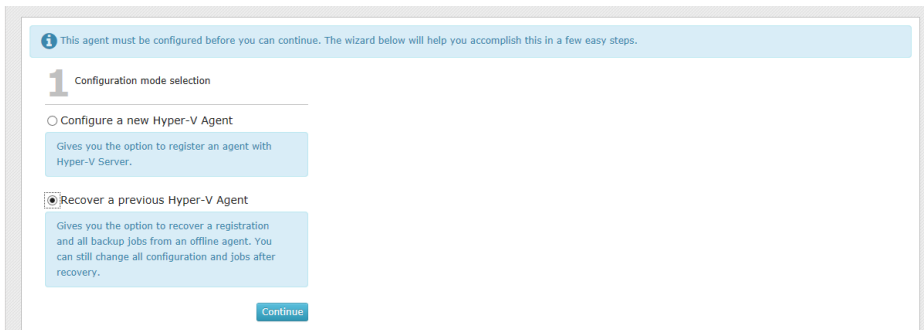 This agent must be configured before you can continue. The wizard below will help you accomplish this in a few easy steps.
1 Configuration mode selection
Configure a new Hyper-V Agent
Gives you the option to register an agent with
Hyper-V Server.
Recover a previous Hyper-V Agent
Gives you the option to recover a registration
and all backup jobs from an offline agent. You
can still change all configuration and jobs after
recovery.
Continue